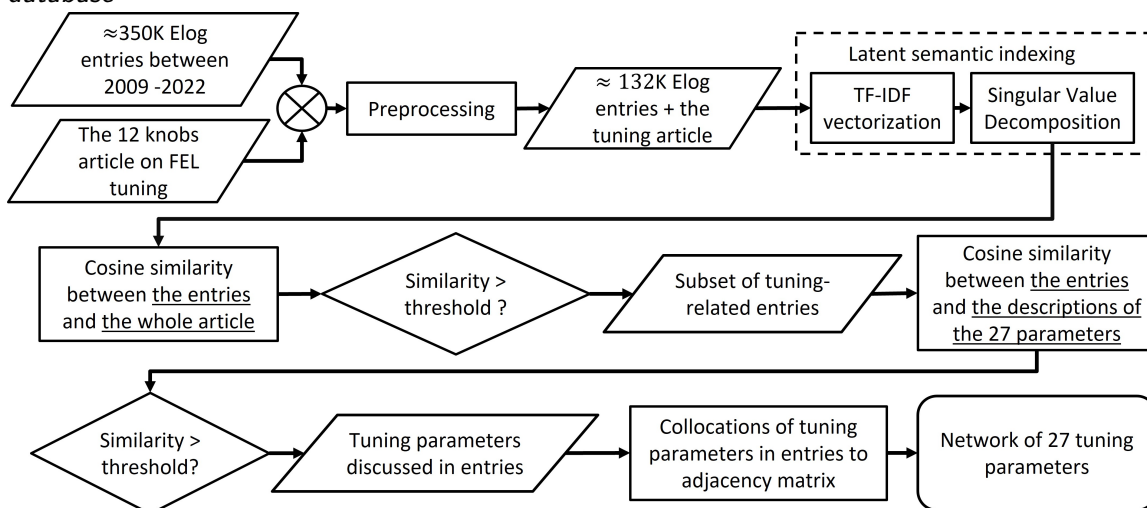 database
≈350K Elog
entries between
2009 -2022
The 12 knobs
article on FEL
tuning
Preprocessing
≈ 132K Elog
entries + the
tuning article
Latent semantic indexing
TF-IDF
vectorization
Singular Value
Decomposition
Cosine similarity
between the entries
and the whole article
Similarity >
threshold ?
Subset of tuning-
related entries
Cosine similarity
between the entries
and the descriptions of
the 27 parameters
Similarity >
threshold?
Tuning parameters
discussed in entries
Collocations of tuning
parameters in entries to
adjacency matrix
Network of 27 tuning
parameters